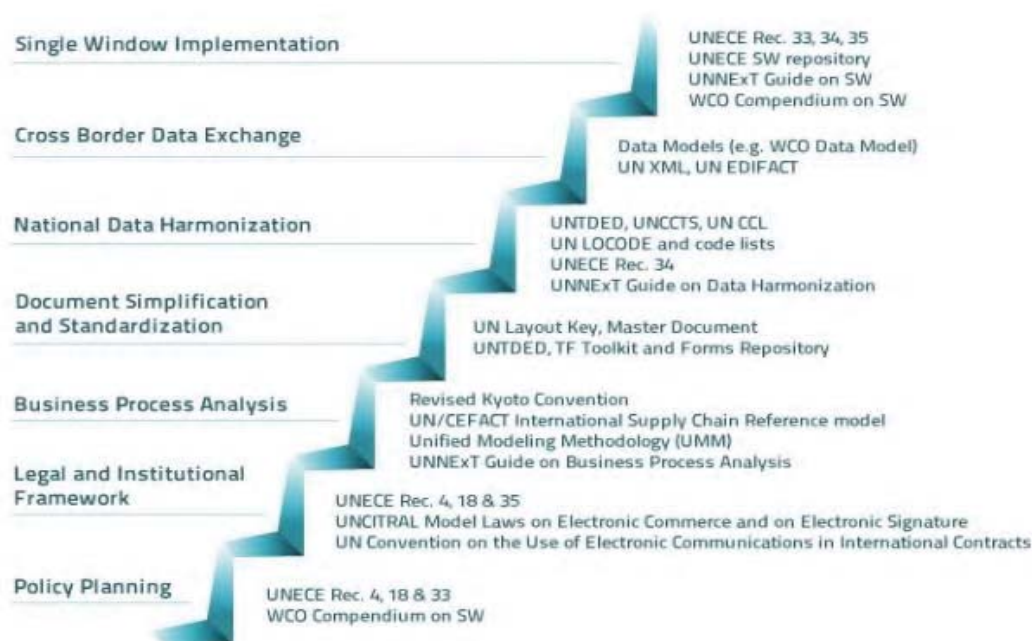 Single Window Implementation
UNECE Rec. 33, 34, 35
UNECE SW repository
UNNExT Guide on SW
WCO Compendium on SW
Cross Border Data Exchange
Data Models (e.g. WCO Data Model)
UN XML, UN EDIFACT
National Data Harmonization
UNTDED, UNCCTS, UN CCL
UN LOCODE and code lists
UNECE Rec. 34
UNNExT Guide on Data Harmonization
Document Simplification
and Standardization
UN Layout Key, Master Document
UNTDED, TF Toolkit and Forms Repository
Business Process Analysis
Revised Kyoto Convention
UN/CEFACT International Supply Chain Reference model
Unified Modeling Methodology (UMM)
UNNExT Guide on Business Process Analysis
Legal and Institutional
Framework
UNECE Rec. 4, 18 & 35
UNCITRAL Model Laws on Electronic Commerce and on Electronic Signature
UN Convention on the Use of Electronic Communications in International Contracts
Policy Planning
UNECE Rec. 4, 18 & 33
WCO Compendium on SW